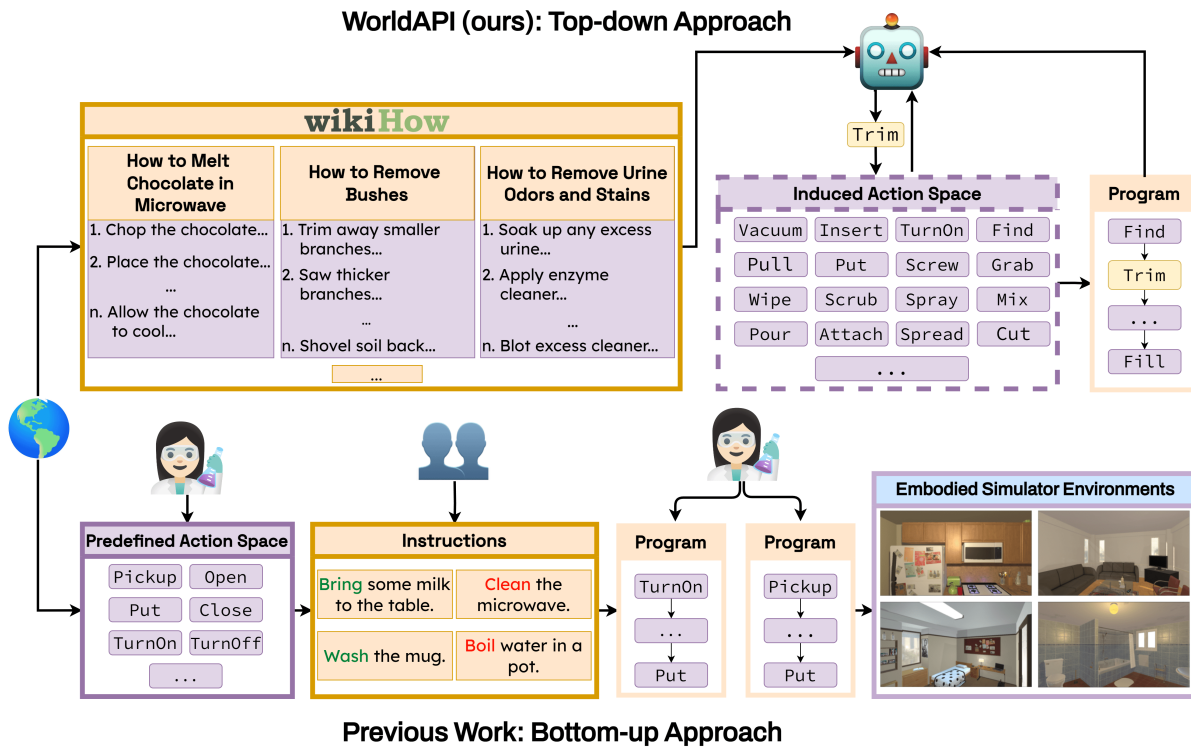 WorldAPI (ours): Top-down Approach
wikiHow
How to Melt
Chocolate in
Microwave
1. Chop the chocolate...
2. Place the chocolate...
...
n. Allow the chocolate
to cool...
How to Remove
Bushes
1. Trim away smaller
branches...
2. Saw thicker
branches...
...
n. Shovel soil back...
How to Remove Urine
Odors and Stains
1. Soak up any excess
urine...
2. Apply enzyme
cleaner...
...
n. Blot excess cleaner...
...
Trim
Induced Action Space
Vacuum Insert TurnOn Find
Pull Put Screw Grab
Wipe Scrub Spray Mix
Pour Attach Spread Cut
...
Program
Find
Trim
...
Fill
Predefined Action Space
Pickup Open
Put Close
TurnOn TurnOff
...
Instructions
Bring some milk
to the table.
Clean the
microwave.
Wash the mug.
Boil water in a
pot.
Program
TurnOn
...
Put
Program
Pickup
...
Put
Embodied Simulator Environments
Previous Work: Bottom-up Approach